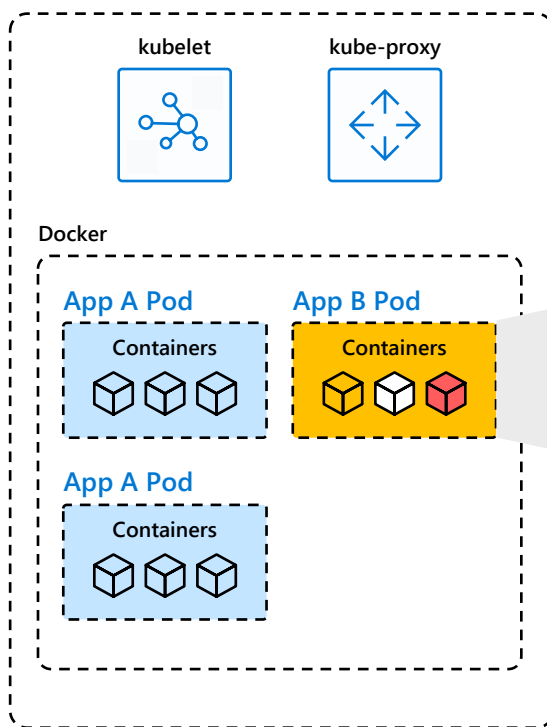 kubelet
kube-proxy
Docker
App A Pod
App B Pod
Containers
Containers
App A Pod
Containers